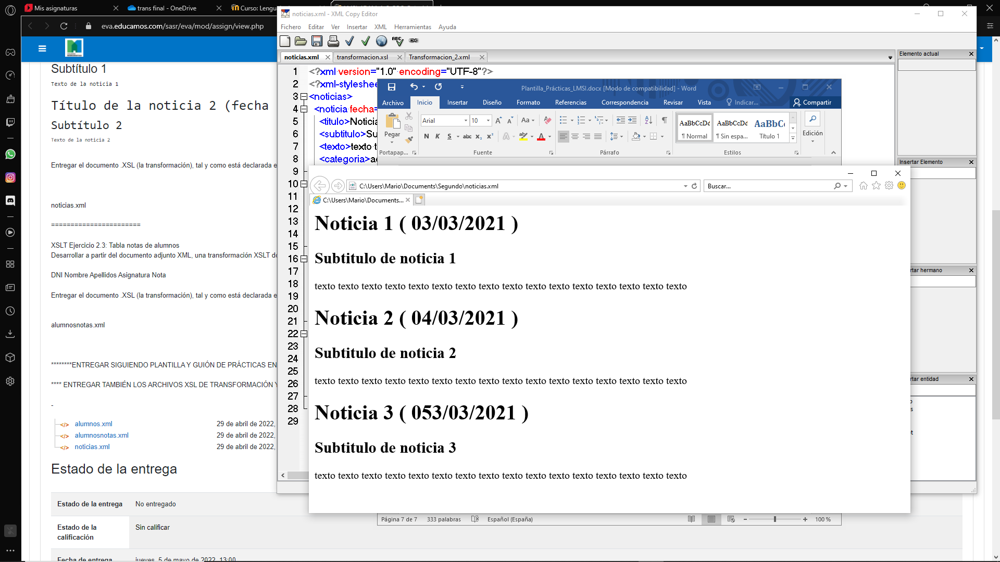 Mis asignaturas
trans final - OneDrive
eva.educamos.com/sasr/eva/mod/assign/view.php
Subtítulo 1
Texto de la noticia 1
Título de la noticia 2 (fecha
Subtítulo 2
Texto de la noticia 2
Entregar el documento .XSL (la transformación), tal y como está declarada e
noticias.xml
=======================
XSLT Ejercicio 2.3: Tabla notas de alumnos
Desarrollar a partir del documento adjunto XML, una transformación XSLT de
DNI Nombre Apellidos Asignatura Nota
Entregar el documento .XSL (la transformación), tal y como está declarada e
alumnosnotas.xml
********ENTREGAR SIGUIENDO PLANTILLA Y GUIÓN DE PRÁCTICAS EN
**** ENTREGAR TAMBIÉN LOS ARCHIVOS XSL DE TRANSFORMACIÓN Y
-
alumnos.xml 29 de abril de 2022,
alumnosnotas.xml 29 de abril de 2022,
noticias.xml 29 de abril de 2022,
Estado de la entrega
Estado de la entrega No entregado
Estado de la calificación Sin calificar
Fecha de entrega jueves, 5 de mayo de 2022, 13:00
noticias.xml - XML Copy Editor
Fichero Editar Ver Insertar XML Herramientas Ayuda
noticias.xml transformacion.xsl Transformacion_2.xml
1 <?xml version="1.0" encoding="UTF-8"?>
2 <?xml-styleshee
3 <noticias>
4 <noticia fecha=
5 <titulo>Noticia
6 <subtitulo>Su
7 <texto>texto t
8 <categoria>a
9
10
11
12
13
14
15
16
17
18
19
20
21
22
23
24
25
26
27
28
29
Elemento actual
Insertar Elemento
rtar hermano
rtar entidad
Plantilla_Prácticas_LMSI.docx [Modo de compatibilidad] - Word
Archivo Inicio Insertar Diseño Formato Referencias Correspondencia Revisar Vista Indicar... Compartir
Pegar
Arial 10
Aa
N K S abc x₂ x²
AaBbCcDd AaBbCcDd AaBbC
¶ Normal ¶ Sin espa... Título 1
Edición
Portapap... Fuente Párrafo Estilos
C:\Users\Mario\Documents\Segundo\noticias.xml
Buscar...
C:\Users\Mario\Documents...
Noticia 1 ( 03/03/2021 )
Subtitulo de noticia 1
texto texto texto texto texto texto texto texto texto texto texto texto texto texto texto texto
Noticia 2 ( 04/03/2021 )
Subtitulo de noticia 2
texto texto texto texto texto texto texto texto texto texto texto texto texto texto texto texto
Noticia 3 ( 053/03/2021 )
Subtitulo de noticia 3
texto texto texto texto texto texto texto texto texto texto texto texto texto texto texto texto
Página 7 de 7 333 palabras Español (España) 100 %